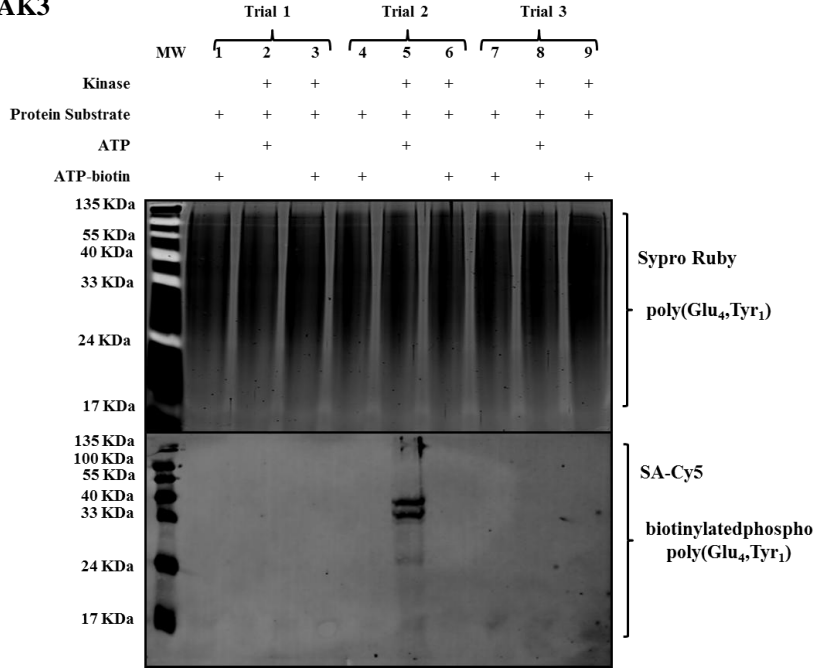 AK3
Trial 1 Trial 2 Trial 3
MW 1 2 3 4 5 6 7 8 9
Kinase + + + + + +
Protein Substrate + + + + + + + + +
ATP + + +
ATP-biotin + + + + + +
135 KDa
55 KDa
40 KDa
33 KDa
24 KDa
17 KDa
Sypro Ruby
poly(Glu4,Tyr1)
135 KDa
100 KDa
55 KDa
40 KDa
33 KDa
24 KDa
17 KDa
SA-Cy5
biotinylatedphospho
poly(Glu4,Tyr1)